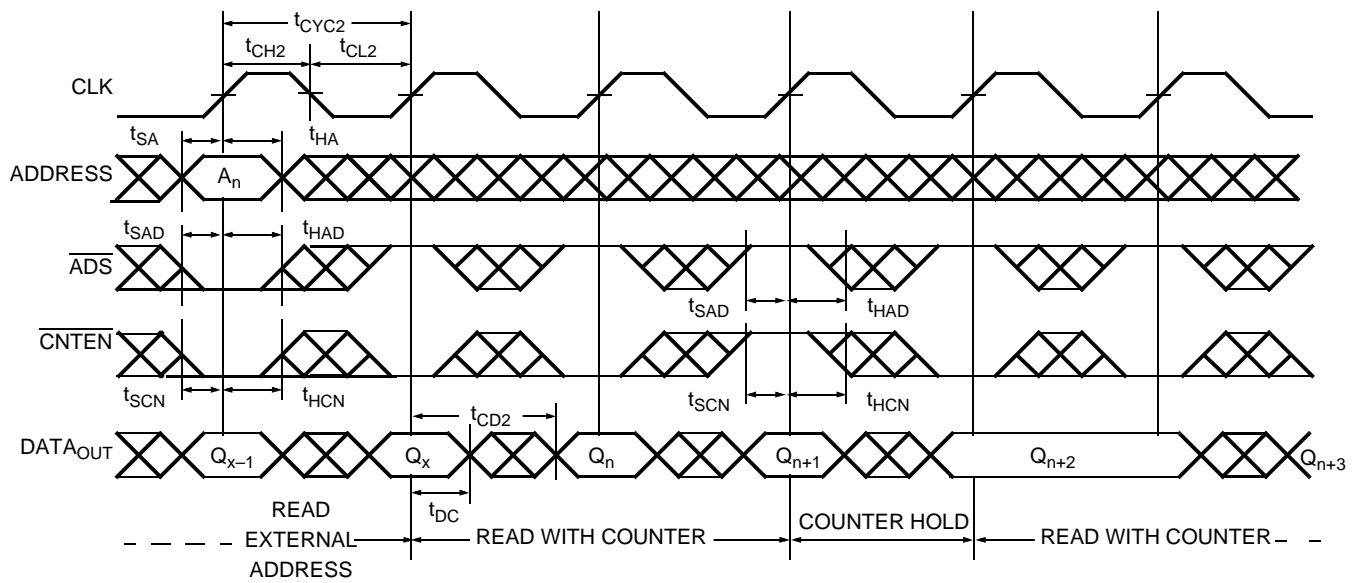 tCYC2
tCH2
tCL2
CLK
tSA
tHA
ADDRESS
An
tSAD
tHAD
ADS
tSAD
tHAD
CNTEN
tSCN
tHCN
tSCN
tHCN
tCD2
DATAOUT
Qx–1
Qx
Qn
Qn+1
Qn+2
Qn+3
tDC
READ
EXTERNAL
ADDRESS
READ WITH COUNTER
COUNTER HOLD
READ WITH COUNTER